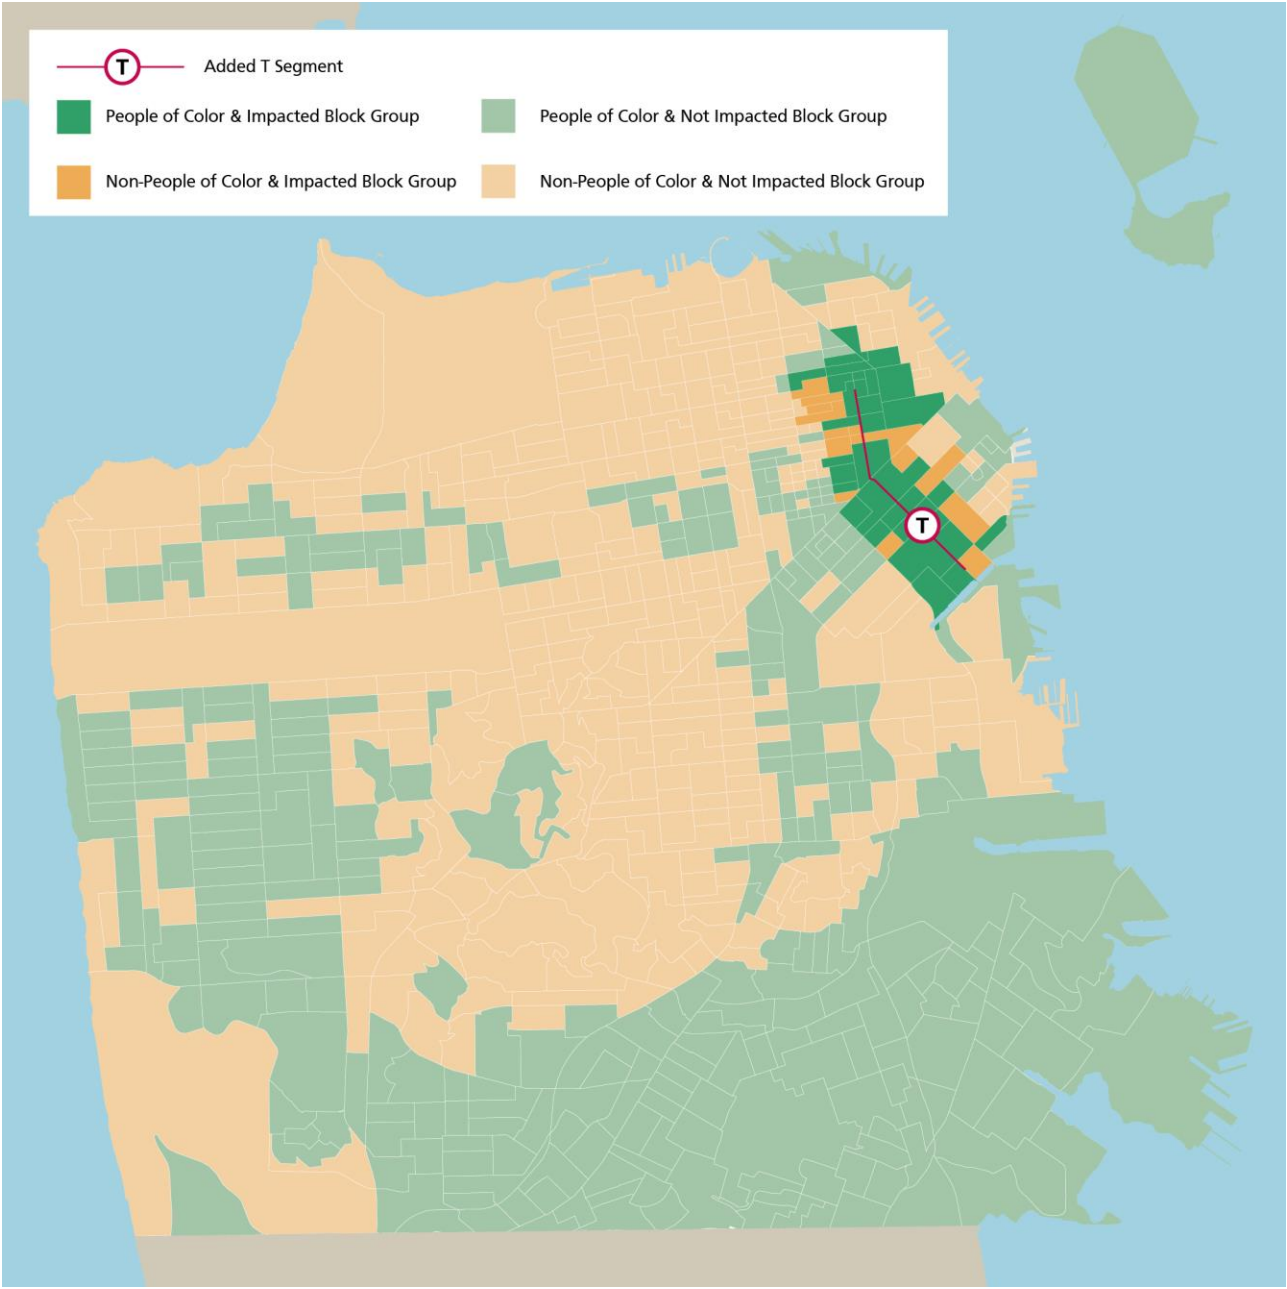 T Added T Segment
People of Color & Impacted Block Group
People of Color & Not Impacted Block Group
Non-People of Color & Impacted Block Group
Non-People of Color & Not Impacted Block Group
T